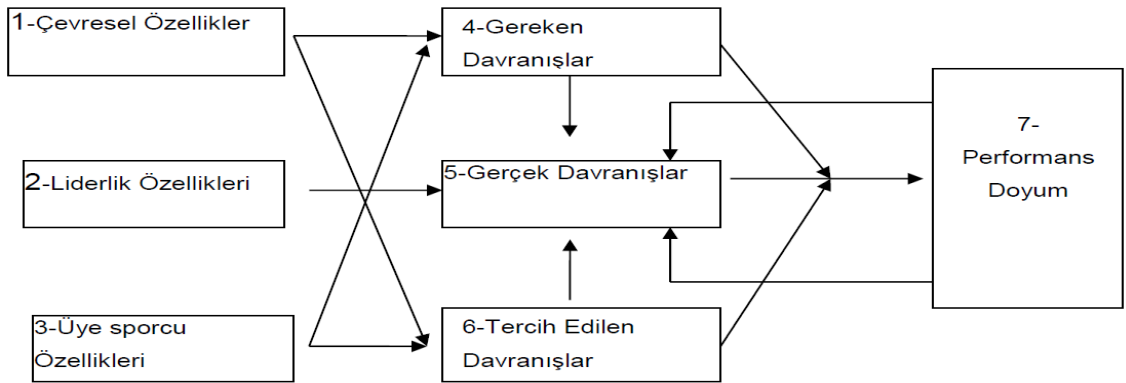 1-Çevresel Özellikler
2-Liderlik Özellikleri
3-Üye sporcu
Özellikleri
4-Gereken
Davranışlar
5-Gerçek Davranışlar
6-Tercih Edilen
Davranışlar
7-
Performans
Doyum